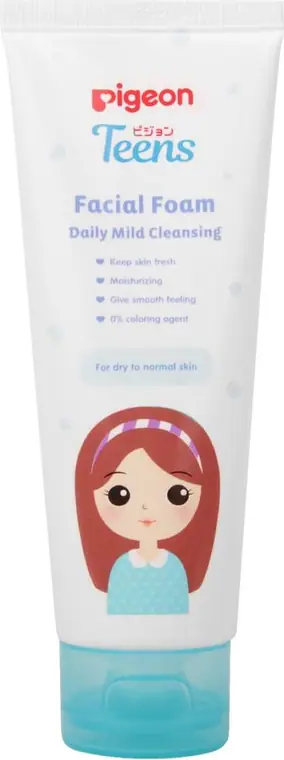 pigeon
ピジョン
Teens
Facial Foam
Daily Mild Cleansing
Keep skin fresh
Moisturizing
Give smooth feeling
0% coloring agent
For dry to normal skin